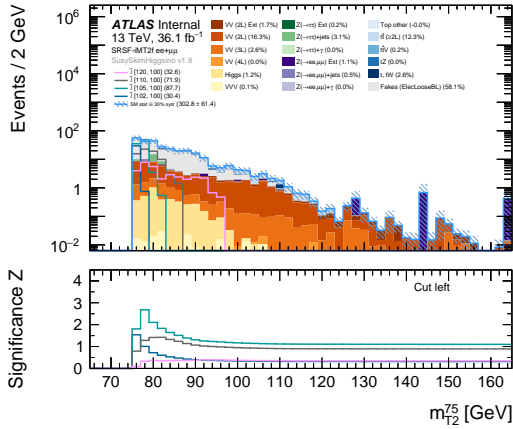 ATLAS Internal
13 TeV, 36.1 fb⁻¹
SRSF-iMT2f ee+μμ
SusySkimHiggsino v1.8
l̃ [120, 100] (32.6)
l̃ [110, 100] (71.9)
l̃ [105, 100] (87.7)
l̃ [102, 100] (30.4)
SM stat ⊕ 20% syst (302.8 ± 61.4)
VV (2L) Ext (1.7%)
VV (2L) (16.3%)
VV (3L) (2.6%)
VV (4L) (0.0%)
Higgs (1.2%)
VVV (0.1%)
Z(→ττ) Ext (0.2%)
Z(→ττ)+jets (3.1%)
Z(→ττ)+γ (0.0%)
Z(→ee,μμ) Ext (1.1%)
Z(→ee,μμ)+jets (0.5%)
Z(→ee,μμ)+γ (0.0%)
Top other (-0.0%)
tt̄ (≥2L) (12.3%)
tt̄V (0.2%)
tZ (0.0%)
t, tW (2.6%)
Fakes (ElecLooseBL) (58.1%)
Events / 2 GeV
10⁶
10⁴
10²
1
10⁻²
Cut left
Significance Z
4
3
2
1
0
70 80 90 100 110 120 130 140 150 160
m_T2^75 [GeV]